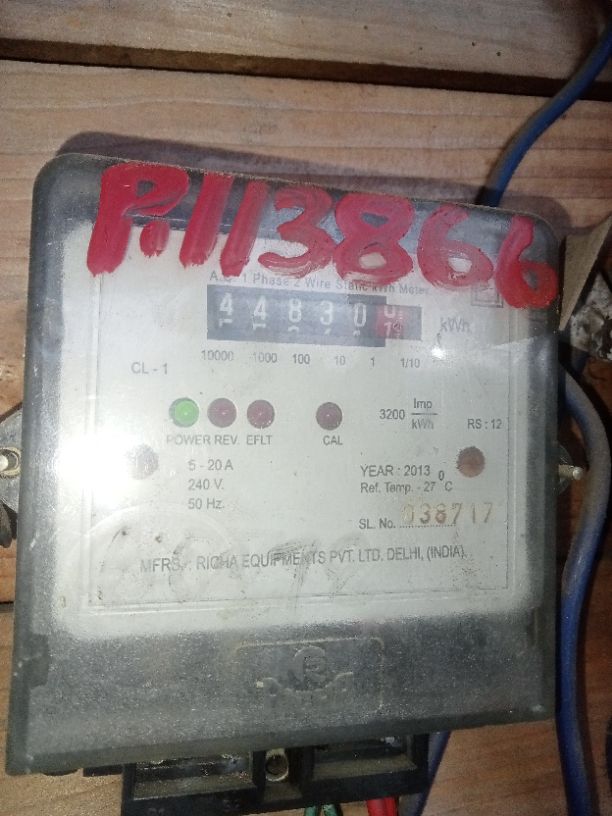 P.113866
A.C. 1 Phase 2 Wire Static kWh Meter
4 4 8 3 0 kWh
10000 1000 100 10 1 1/10
CL - 1
3200 Imp/kWh
RS : 12
POWER REV. EFLT CAL
5 - 20 A
240 V.
50 Hz.
YEAR : 2013
Ref. Temp. - 27°C
SL. No. 038717
MFRS. : RICHA EQUIPMENTS PVT. LTD. DELHI, (INDIA)